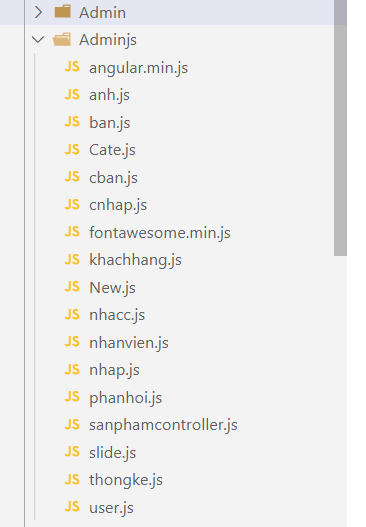 Admin
Adminjs
JS angular.min.js
JS anh.js
JS ban.js
JS Cate.js
JS cban.js
JS cnhap.js
JS fontawesome.min.js
JS khachhang.js
JS New.js
JS nhacc.js
JS nhanvien.js
JS nhap.js
JS phanhoi.js
JS sanphamcontroller.js
JS slide.js
JS thongke.js
JS user.js